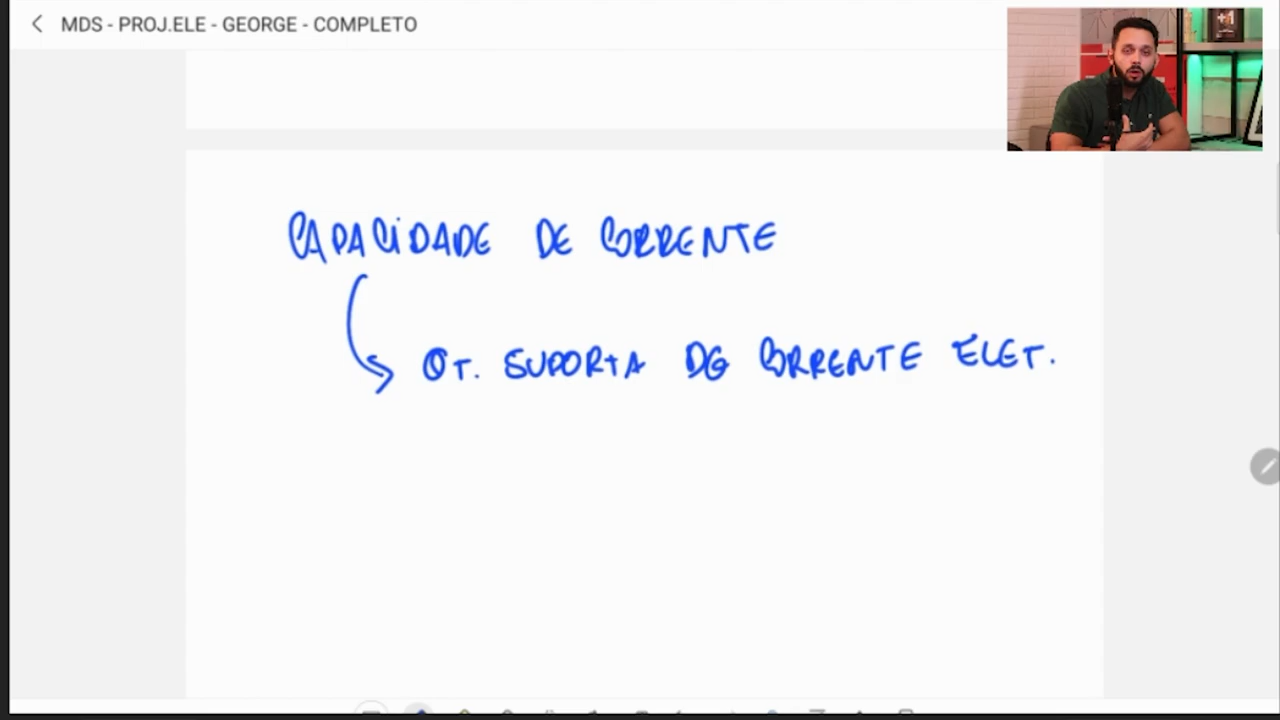 MDS - PROJ.ELE - GEORGE - COMPLETO
CAPACiDADE DE CORRENTE
QT. SUPORTA DE CORRENTE ELET.